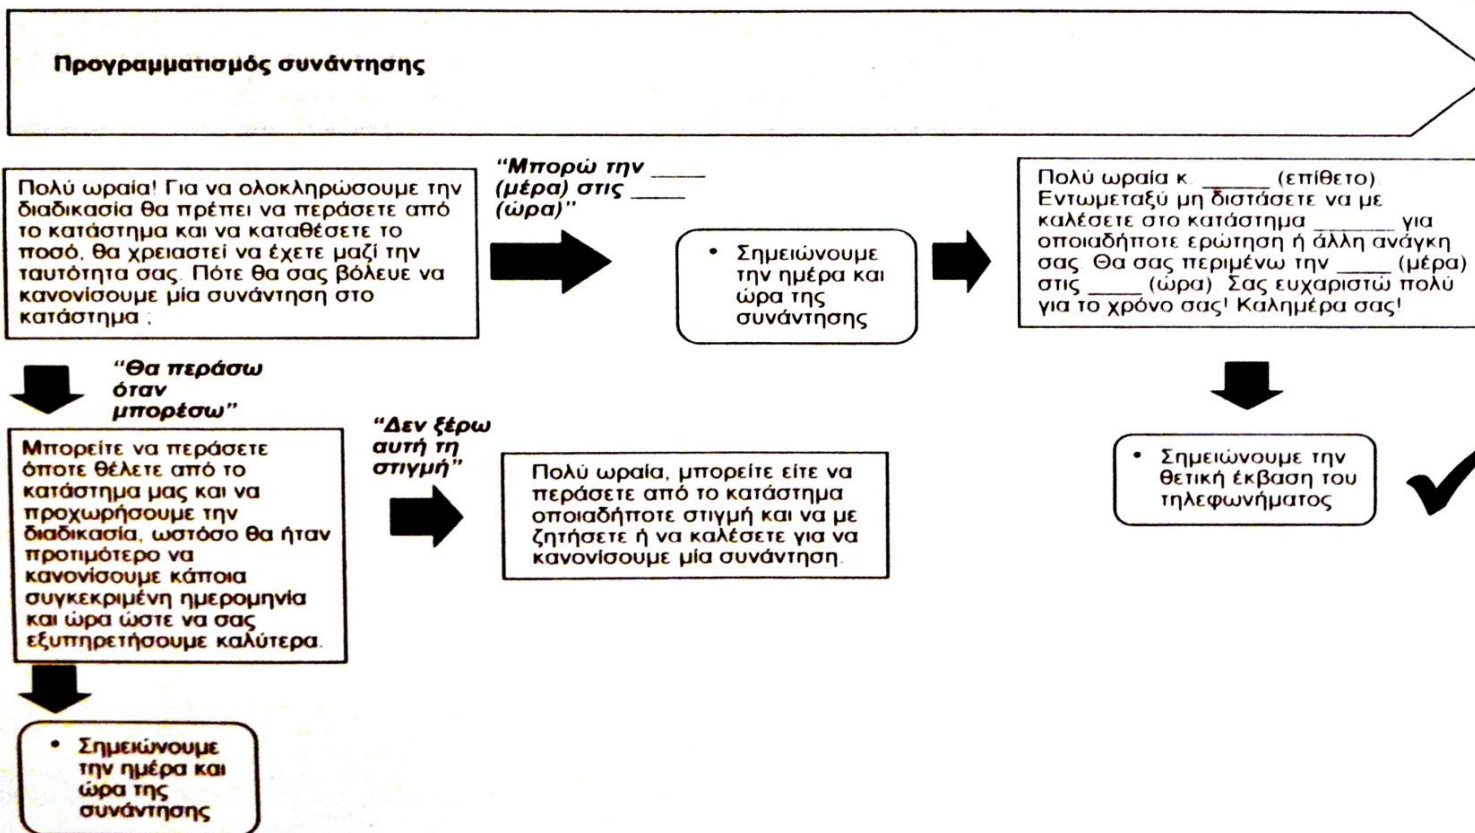 Προγραμματισμός συνάντησης
Πολύ ωραία! Για να ολοκληρώσουμε την
διαδικασία θα πρέπει να περάσετε από
το κατάστημα και να καταθέσετε το
ποσό, θα χρειαστεί να έχετε μαζί την
ταυτότητα σας. Πότε θα σας βόλευε να
κανονίσουμε μία συνάντηση στο
κατάστημα ;
“Μπορώ την _____
(μέρα) στις _____
(ώρα)”
• Σημειώνουμε
την ημέρα και
ώρα της
συνάντησης
Πολύ ωραία κ. ______ (επίθετο).
Εντωμεταξύ μη διστάσετε να με
καλέσετε στο κατάστημα _______ για
οποιαδήποτε ερώτηση ή άλλη ανάγκη
σας. Θα σας περιμένω την _____ (μέρα)
στις _____ (ώρα). Σας ευχαριστώ πολύ
για το χρόνο σας! Καλημέρα σας!
“Θα περάσω
όταν
μπορέσω”
Μπορείτε να περάσετε
όποτε θέλετε από το
κατάστημα μας και να
προχωρήσουμε την
διαδικασία, ωστόσο θα ήταν
προτιμότερο να
κανονίσουμε κάποια
συγκεκριμένη ημερομηνία
και ώρα ώστε να σας
εξυπηρετήσουμε καλύτερα.
“Δεν ξέρω
αυτή τη
στιγμή”
Πολύ ωραία, μπορείτε είτε να
περάσετε από το κατάστημα
οποιαδήποτε στιγμή και να με
ζητήσετε ή να καλέσετε για να
κανονίσουμε μία συνάντηση.
• Σημειώνουμε την
θετική έκβαση του
τηλεφωνήματος
• Σημειώνουμε
την ημέρα και
ώρα της
συνάντησης